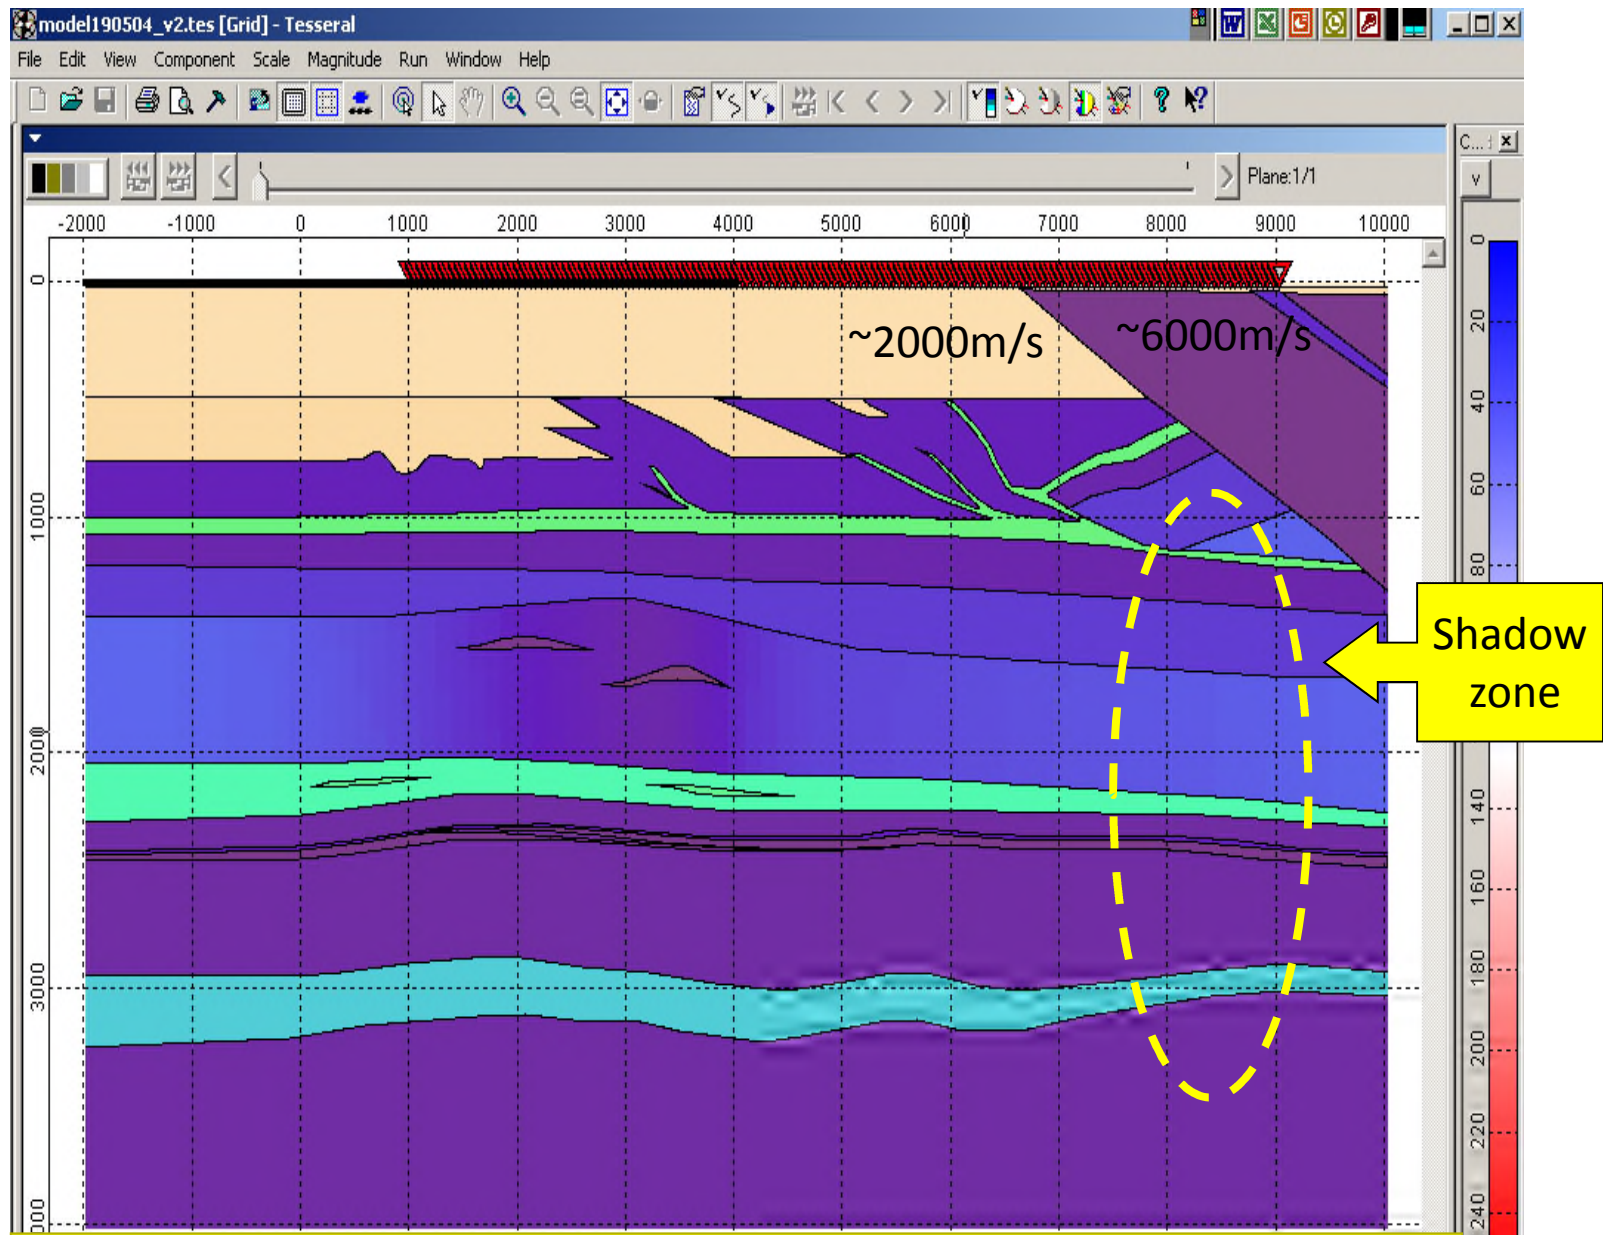 model190504_v2.tes [Grid] - Tesseral
File Edit View Component Scale Magnitude Run Window Help
Plane:1/1
C...
v
-2000 -1000 0 1000 2000 3000 4000 5000 6000 7000 8000 9000 10000
0
1000
2000
3000
~2000m/s
~6000m/s
Shadow
zone
0
20
40
60
80
140
160
180
200
220
240